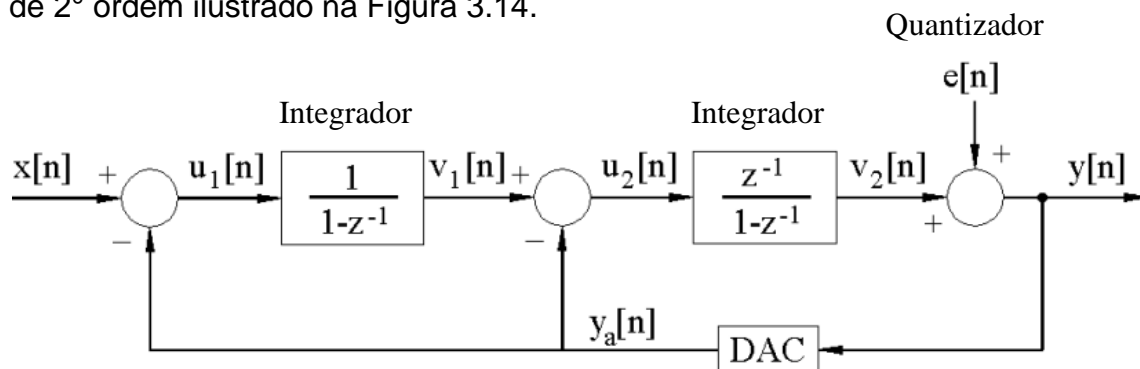 de 2º ordem ilustrado na Figura 3.14.
Quantizador
e[n]
Integrador
Integrador
x[n]
+
u₁[n]
1
1-z⁻¹
v₁[n]
+
u₂[n]
z⁻¹
1-z⁻¹
v₂[n]
+
+
y[n]
−
−
yₐ[n]
DAC